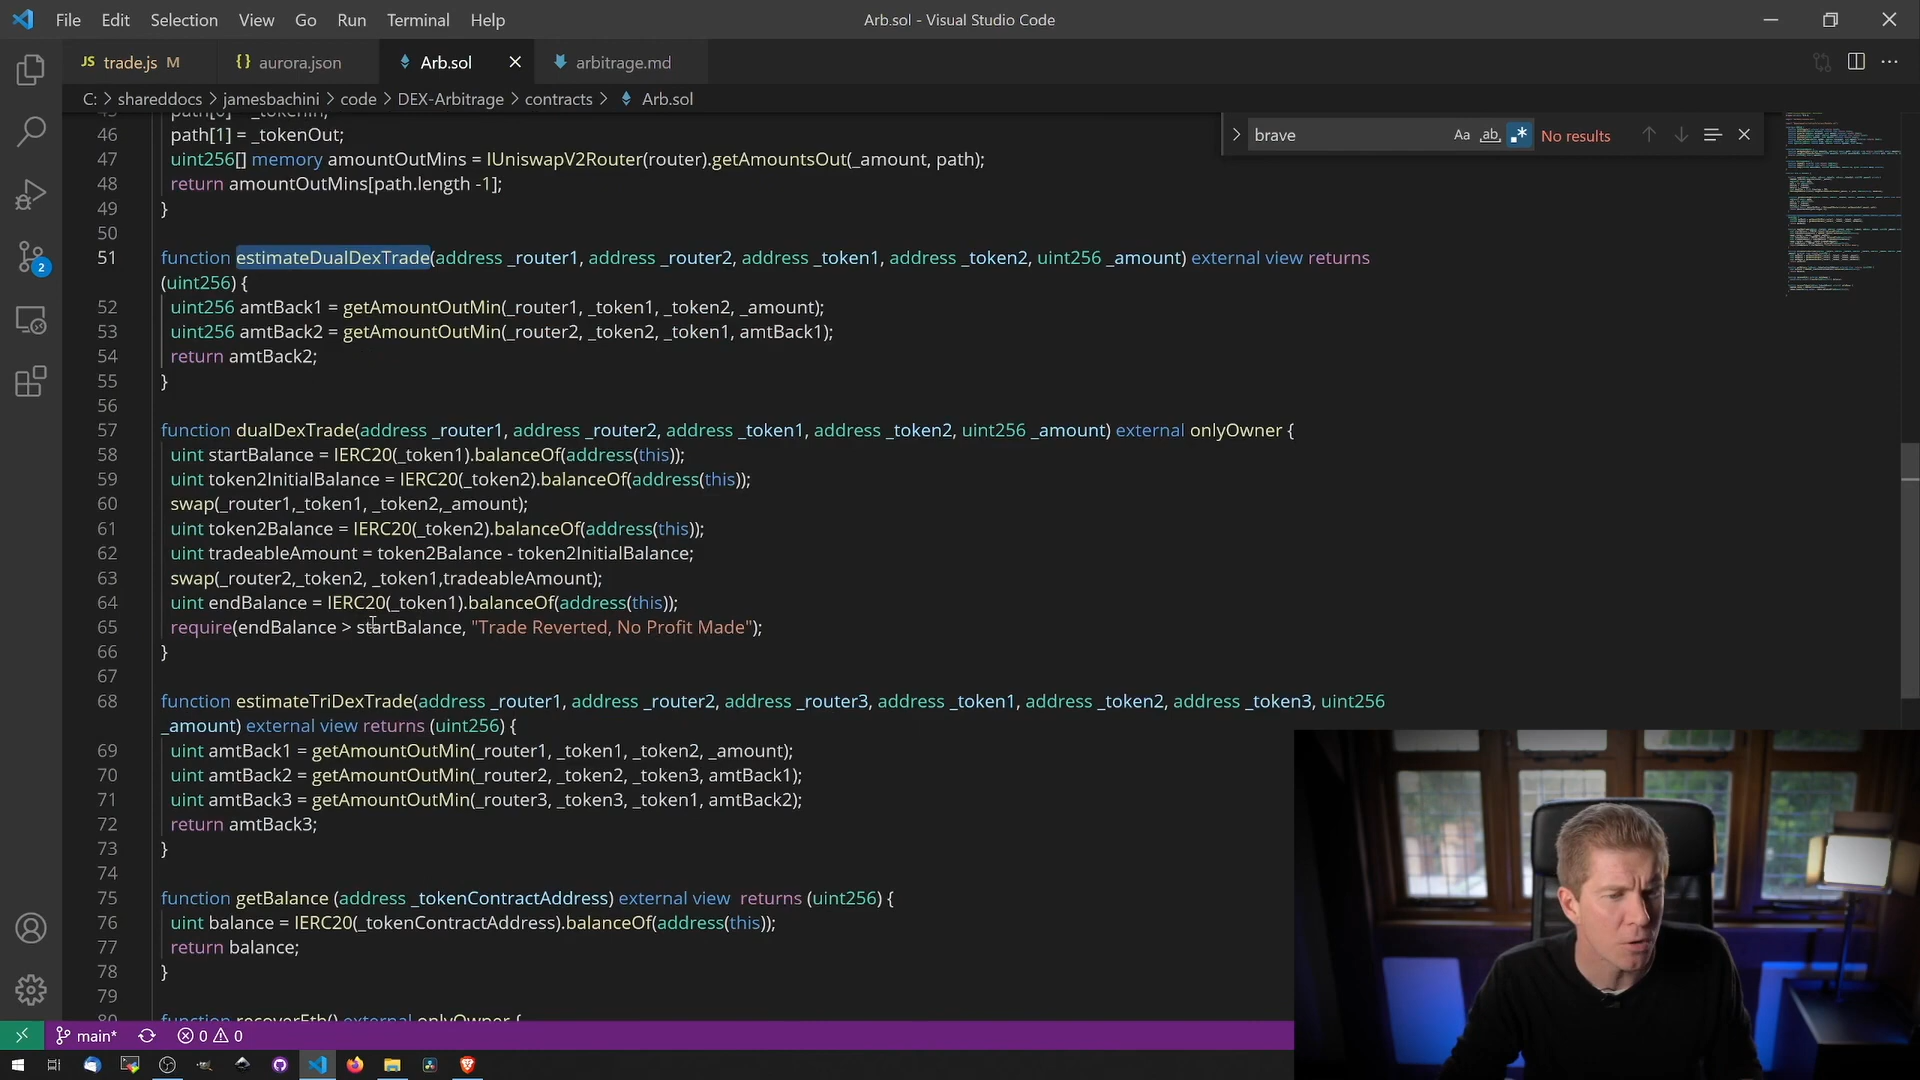 File Edit Selection View Go Run Terminal Help
Arb.sol - Visual Studio Code
JS trade.js M
{} aurora.json
Arb.sol
arbitrage.md
C: > shareddocs > jamesbachini > code > DEX-Arbitrage > contracts > Arb.sol
brave
Aa ab .* No results
46 path[1] = _tokenOut;
47 uint256[] memory amountOutMins = IUniswapV2Router(router).getAmountsOut(_amount, path);
48 return amountOutMins[path.length -1];
49 }
50
51 function estimateDualDexTrade(address _router1, address _router2, address _token1, address _token2, uint256 _amount) external view returns
(uint256) {
52 uint256 amtBack1 = getAmountOutMin(_router1, _token1, _token2, _amount);
53 uint256 amtBack2 = getAmountOutMin(_router2, _token2, _token1, amtBack1);
54 return amtBack2;
55 }
56
57 function dualDexTrade(address _router1, address _router2, address _token1, address _token2, uint256 _amount) external onlyOwner {
58 uint startBalance = IERC20(_token1).balanceOf(address(this));
59 uint token2InitialBalance = IERC20(_token2).balanceOf(address(this));
60 swap(_router1,_token1, _token2,_amount);
61 uint token2Balance = IERC20(_token2).balanceOf(address(this));
62 uint tradeableAmount = token2Balance - token2InitialBalance;
63 swap(_router2,_token2, _token1,tradeableAmount);
64 uint endBalance = IERC20(_token1).balanceOf(address(this));
65 require(endBalance > startBalance, "Trade Reverted, No Profit Made");
66 }
67
68 function estimateTriDexTrade(address _router1, address _router2, address _router3, address _token1, address _token2, address _token3, uint256
_amount) external view returns (uint256) {
69 uint amtBack1 = getAmountOutMin(_router1, _token1, _token2, _amount);
70 uint amtBack2 = getAmountOutMin(_router2, _token2, _token3, amtBack1);
71 uint amtBack3 = getAmountOutMin(_router3, _token3, _token1, amtBack2);
72 return amtBack3;
73 }
74
75 function getBalance (address _tokenContractAddress) external view returns (uint256) {
76 uint balance = IERC20(_tokenContractAddress).balanceOf(address(this));
77 return balance;
78 }
79
80 function recoverEth() external onlyOwner {
2
main* 0 0